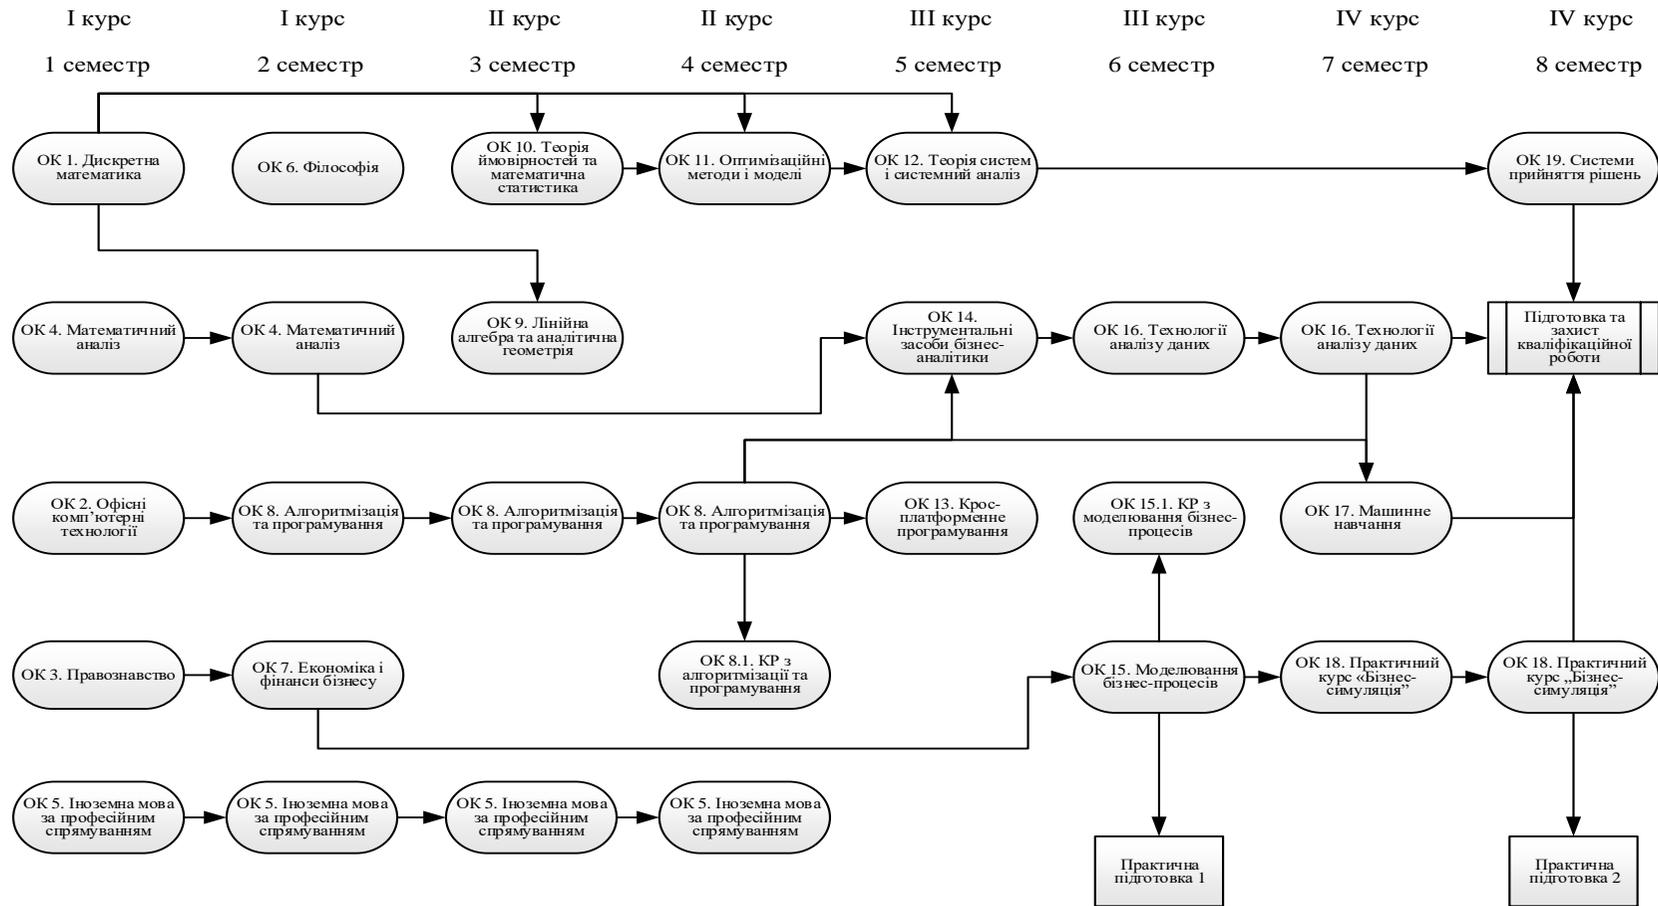 I курс
I курс
II курс
II курс
III курс
III курс
IV курс
IV курс
1 семестр
2 семестр
3 семестр
4 семестр
5 семестр
6 семестр
7 семестр
8 семестр
ОК 1. Дискретна
математика
ОК 6. Філософія
ОК 10. Теорія
ймовірностей та
математична
статистика
ОК 11. Оптимізаційні
методи і моделі
ОК 12. Теорія систем
і системний аналіз
ОК 19. Системи
прийняття рішень
ОК 4. Математичний
аналіз
ОК 4. Математичний
аналіз
ОК 9. Лінійна
алгебра та аналітична
геометрія
ОК 14.
Інструментальні
засоби бізнес-
аналітики
ОК 16. Технології
аналізу даних
ОК 16. Технології
аналізу даних
Підготовка та
захист
кваліфікаційної
роботи
ОК 2. Офісні
комп’ютерні
технології
ОК 8. Алгоритмізація
та програмування
ОК 8. Алгоритмізація
та програмування
ОК 8. Алгоритмізація
та програмування
ОК 13. Крос-
платформенне
програмування
ОК 15.1. КР з
моделювання бізнес-
процесів
ОК 17. Машинне
навчання
ОК 3. Правознавство
ОК 7. Економіка і
фінанси бізнесу
ОК 8.1. КР з
алгоритмізації та
програмування
ОК 15. Моделювання
бізнес-процесів
ОК 18. Практичний
курс «Бізнес-
симуляція”
ОК 18. Практичний
курс „Бізнес-
симуляція”
ОК 5. Іноземна мова
за професійним
спрямуванням
ОК 5. Іноземна мова
за професійним
спрямуванням
ОК 5. Іноземна мова
за професійним
спрямуванням
ОК 5. Іноземна мова
за професійним
спрямуванням
Практична
підготовка 1
Практична
підготовка 2